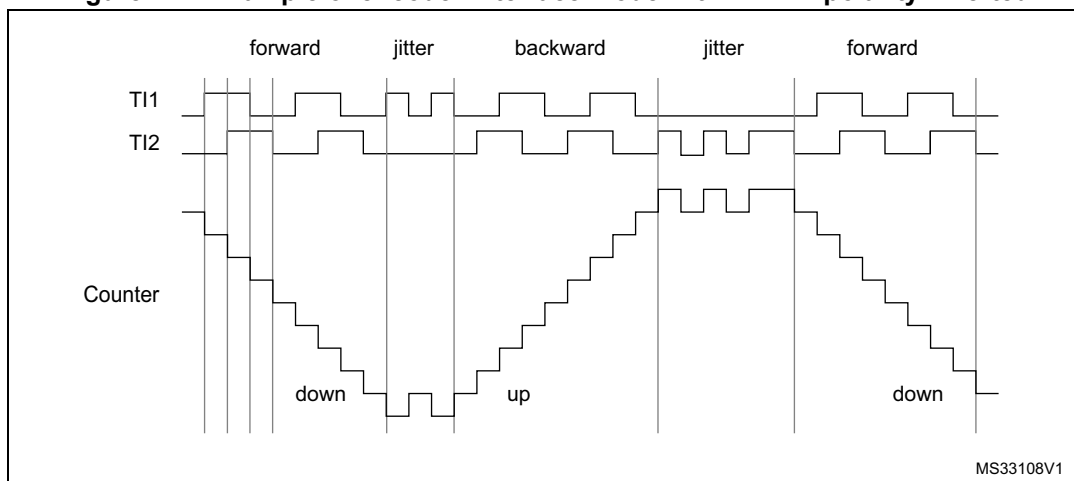 forward jitter backward jitter forward
TI1
TI2
Counter
down up down
MS33108V1